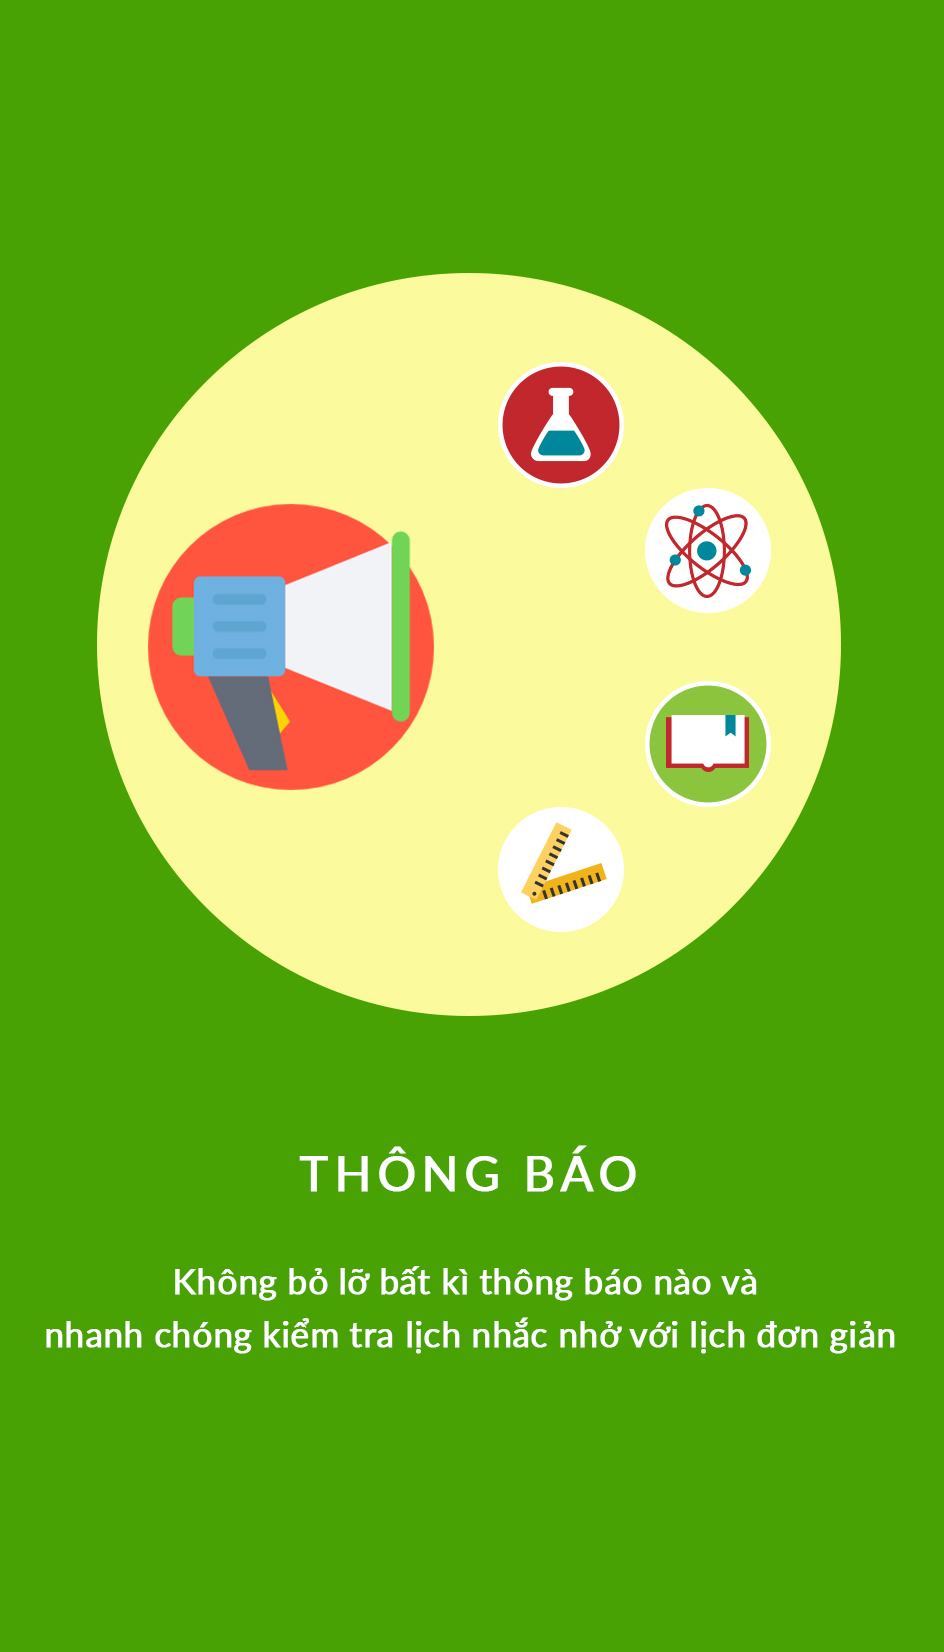 THÔNG BÁO
Không bỏ lỡ bất kì thông báo nào và
nhanh chóng kiểm tra lịch nhắc nhở với lịch đơn giản